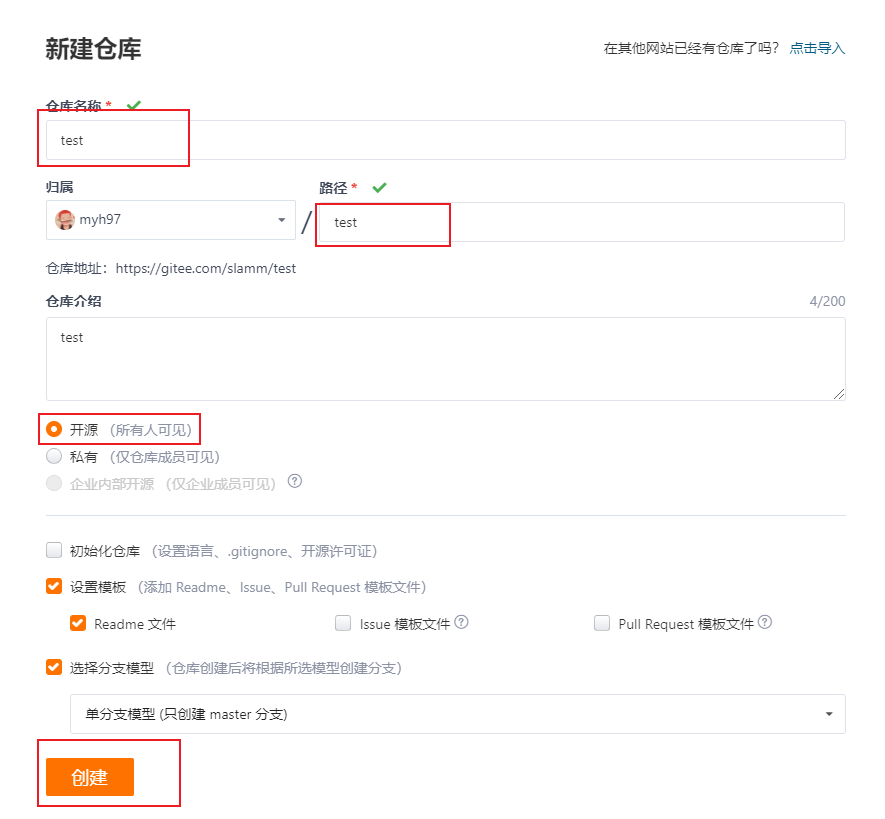 新建仓库
在其他网站已经有仓库了吗? 点击导入
仓库名称 *
test
归属
路径 *
myh97
/
test
仓库地址：https://gitee.com/slamm/test
仓库介绍
4/200
test
开源 （所有人可见）
私有 （仅仓库成员可见）
企业内部开源 （仅企业成员可见） ?
初始化仓库 （设置语言、.gitignore、开源许可证）
设置模板 （添加 Readme、Issue、Pull Request 模板文件）
Readme 文件
Issue 模板文件 ?
Pull Request 模板文件 ?
选择分支模型 （仓库创建后将根据所选模型创建分支）
单分支模型 (只创建 master 分支)
创建